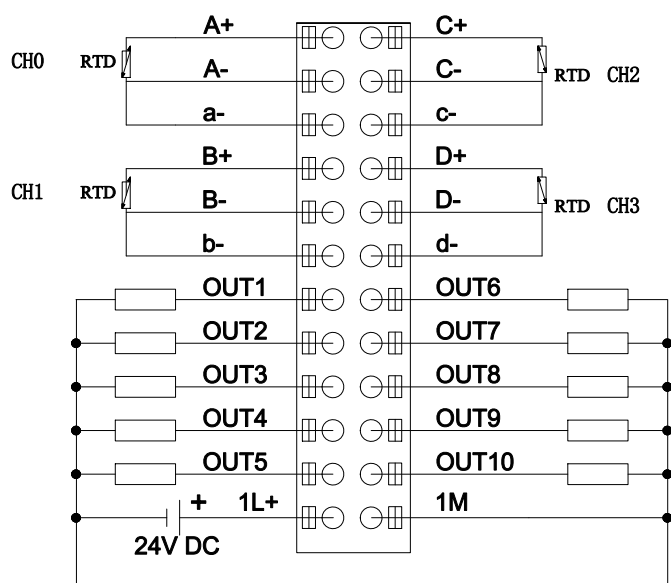 A+ C+
CH0 RTD A- C- RTD CH2
a- c-
B+ D+
CH1 RTD B- D- RTD CH3
b- d-
OUT1 OUT6
OUT2 OUT7
OUT3 OUT8
OUT4 OUT9
OUT5 OUT10
+ 1L+ 1M
24V DC